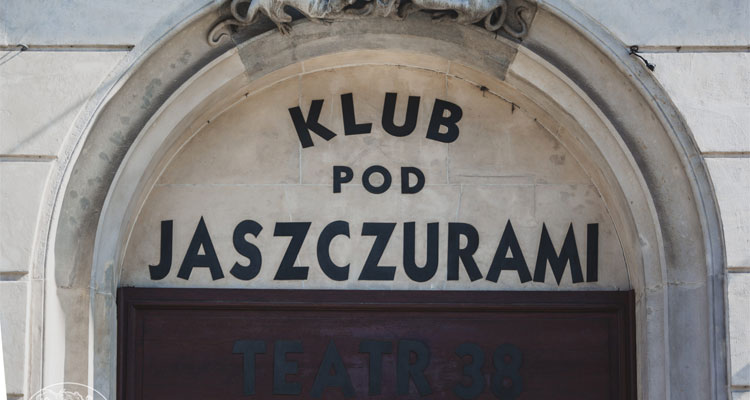 KLUB
POD
JASZCZURAMI
TEATR 38